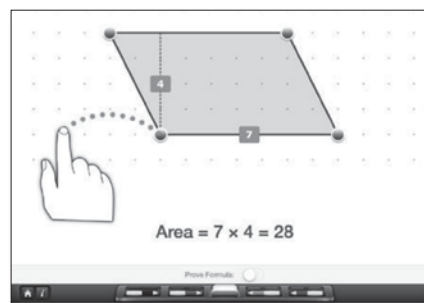 4
7
Area = 7 × 4 = 28
Prove Formula: